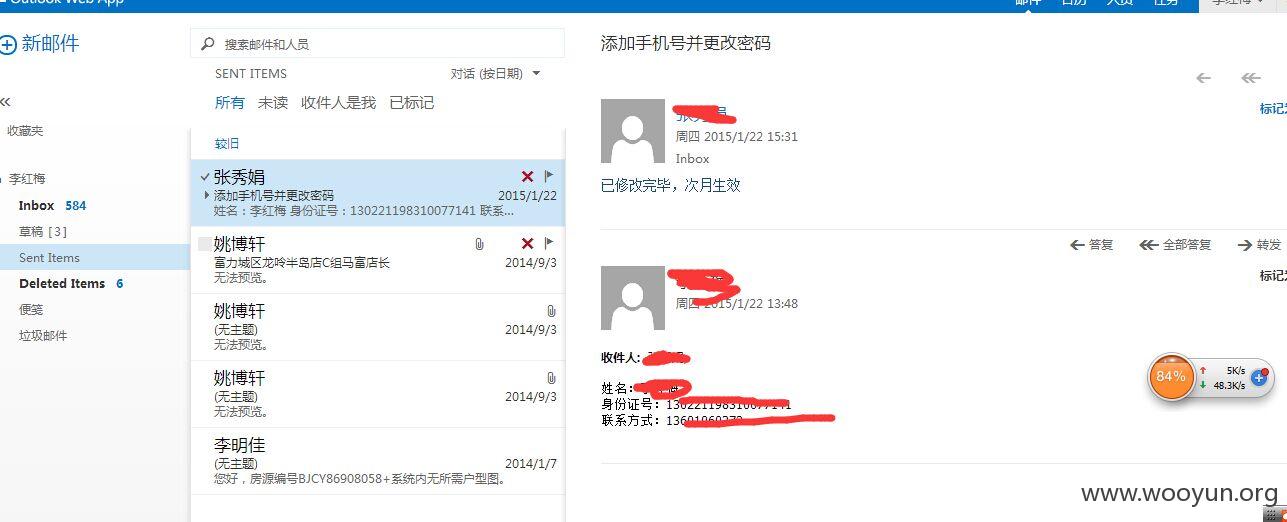 Outlook Web App
邮件 日历 人员 任务 李红梅
新邮件
搜索邮件和人员
SENT ITEMS 对话 (按日期)
所有 未读 收件人是我 已标记
收藏夹
李红梅
Inbox 584
草稿 [3]
Sent Items
Deleted Items 6
便笺
垃圾邮件
较旧
张秀娟
添加手机号并更改密码 2015/1/22
姓名：李红梅 身份证号：[ID number omitted] 联系...
姚博轩
富力城区龙吟半岛店C组马富店长 2014/9/3
无法预览。
姚博轩
(无主题) 2014/9/3
无法预览。
姚博轩
(无主题) 2014/9/3
无法预览。
李明佳
(无主题) 2014/1/7
您好，房源编号BJCY86908058+系统内无所需户型图。
添加手机号并更改密码
标记为
周四 2015/1/22 15:31
Inbox
已修改完毕，次月生效
答复 全部答复 转发
标记为
周四 2015/1/22 13:48
收件人：
姓名：
身份证号：
联系方式：
84% 5K/s
48.3K/s
www.wooyun.org